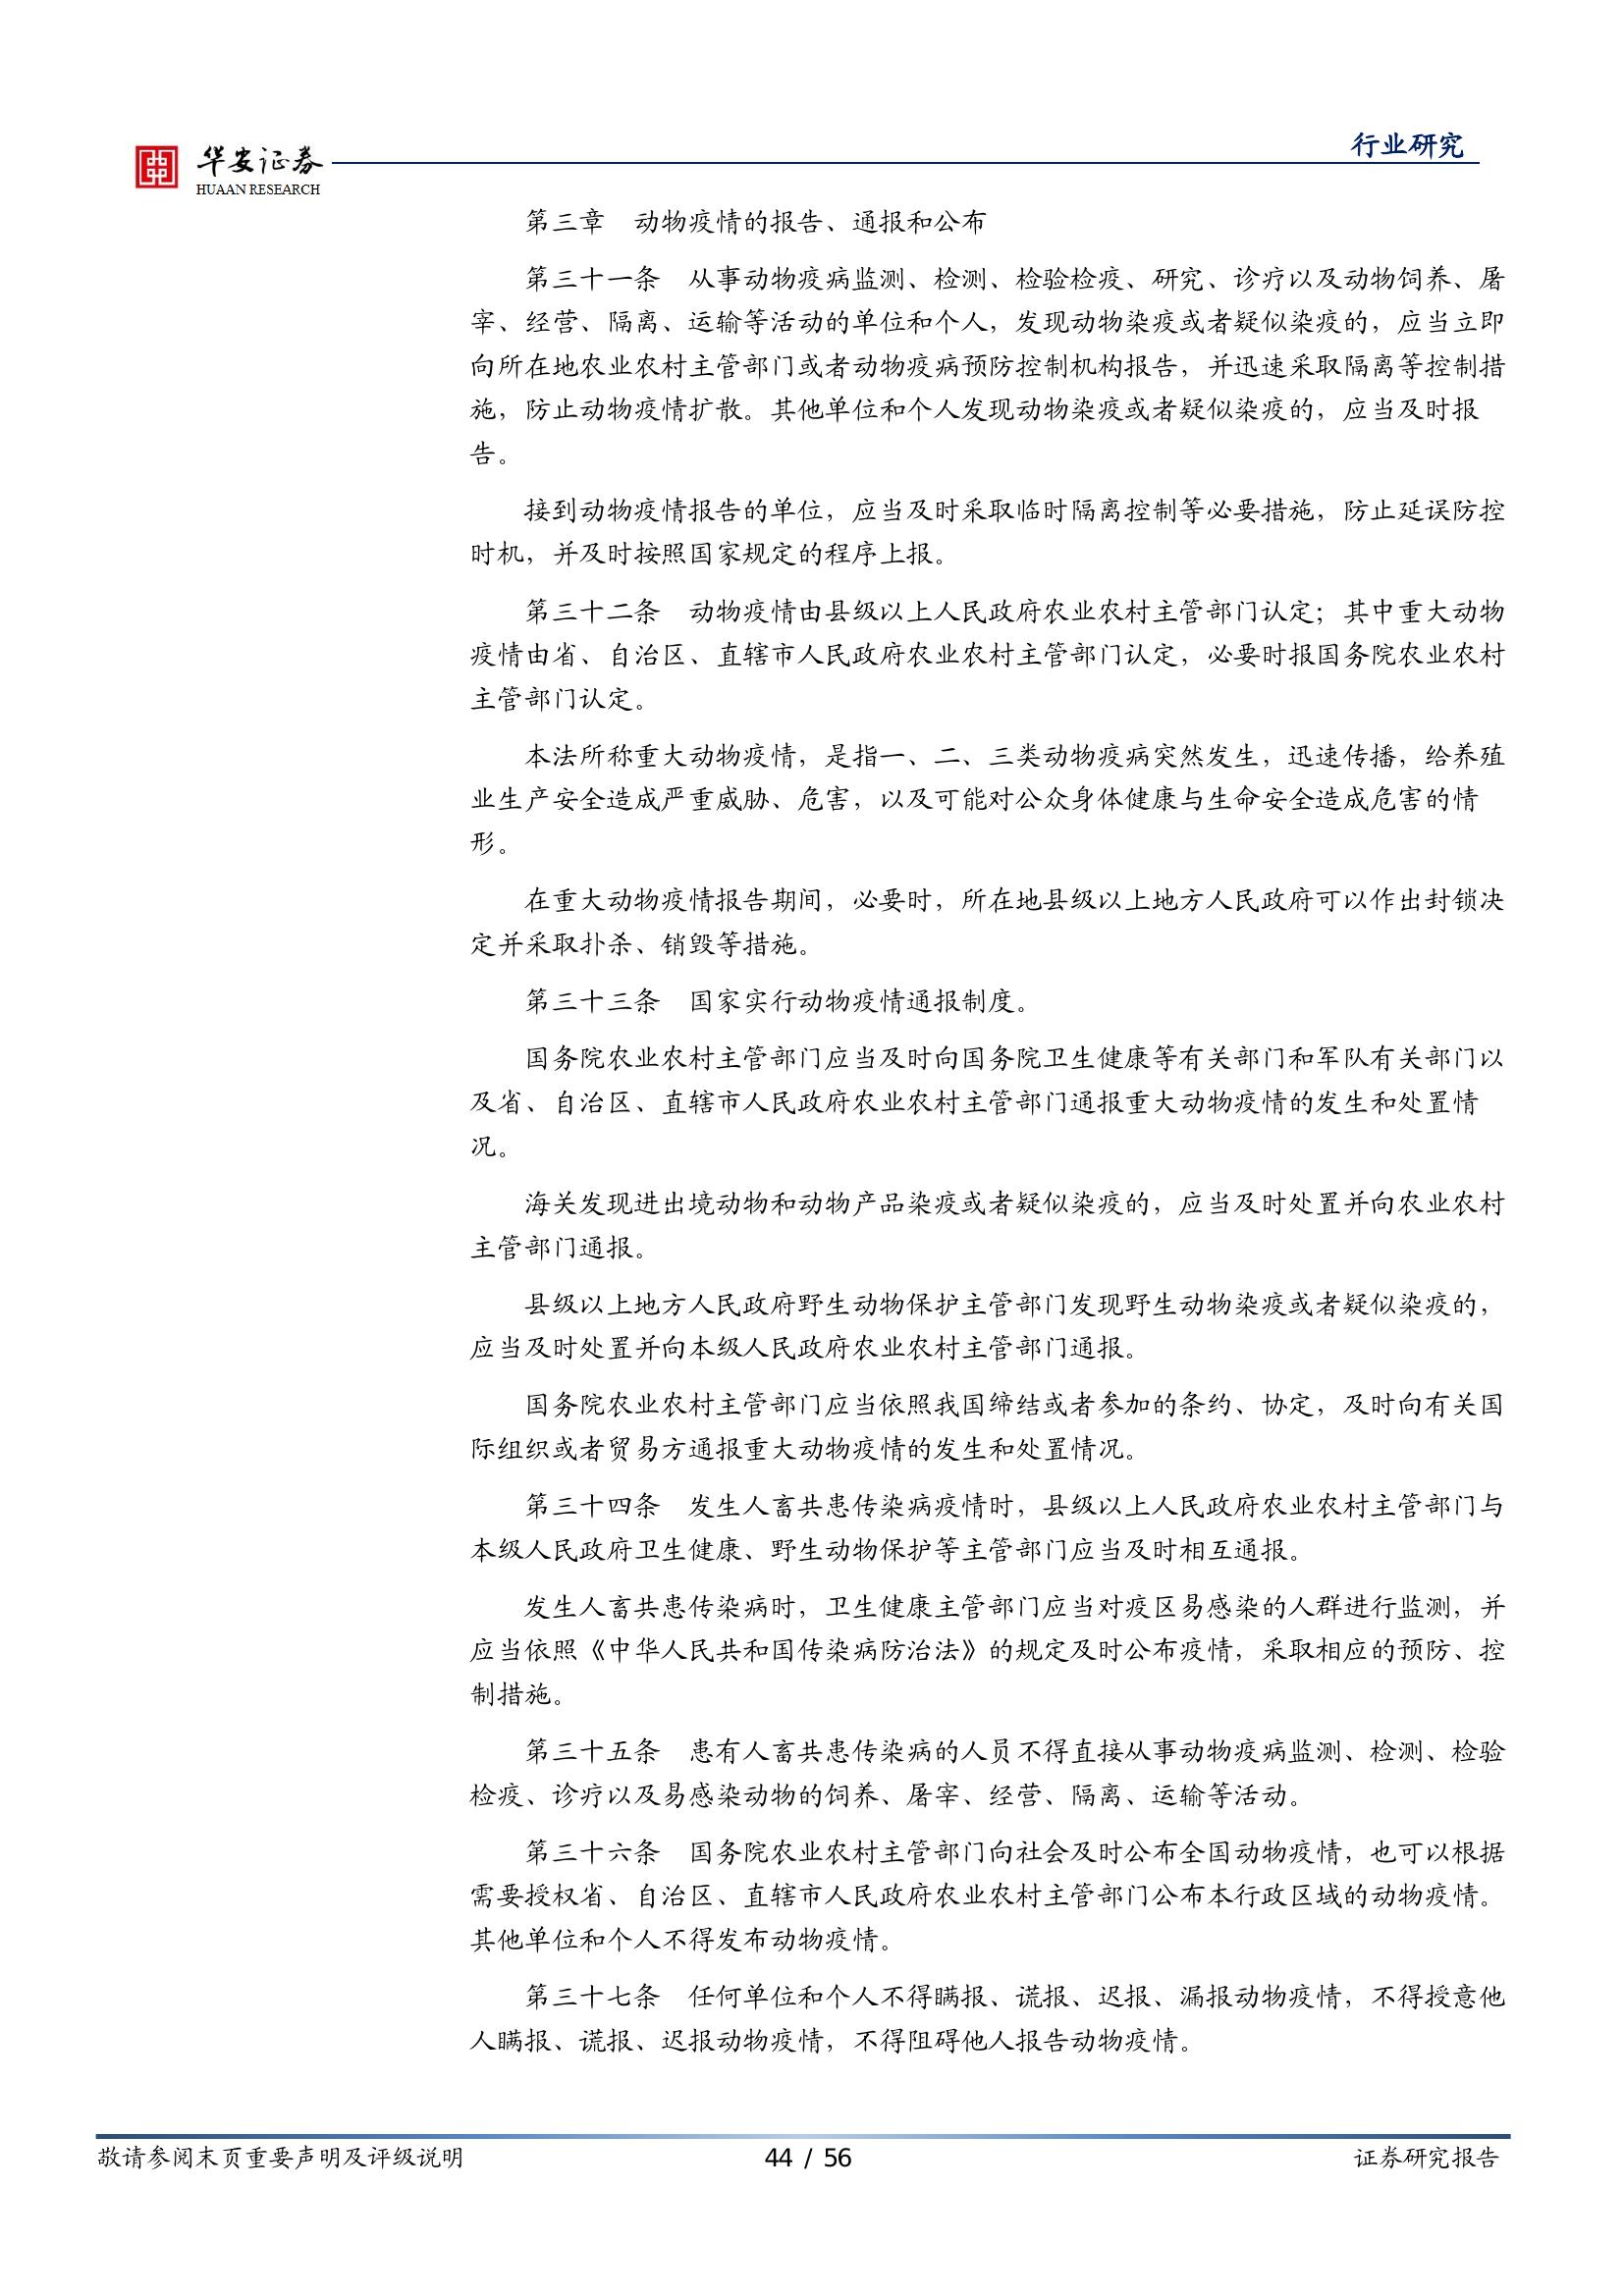 华安证券
HUAAN RESEARCH
行业研究
第三章　动物疫情的报告、通报和公布
第三十一条　从事动物疫病监测、检测、检验检疫、研究、诊疗以及动物饲养、屠
宰、经营、隔离、运输等活动的单位和个人，发现动物染疫或者疑似染疫的，应当立即
向所在地农业农村主管部门或者动物疫病预防控制机构报告，并迅速采取隔离等控制措
施，防止动物疫情扩散。其他单位和个人发现动物染疫或者疑似染疫的，应当及时报
告。
接到动物疫情报告的单位，应当及时采取临时隔离控制等必要措施，防止延误防控
时机，并及时按照国家规定的程序上报。
第三十二条　动物疫情由县级以上人民政府农业农村主管部门认定；其中重大动物
疫情由省、自治区、直辖市人民政府农业农村主管部门认定，必要时报国务院农业农村
主管部门认定。
本法所称重大动物疫情，是指一、二、三类动物疫病突然发生，迅速传播，给养殖
业生产安全造成严重威胁、危害，以及可能对公众身体健康与生命安全造成危害的情
形。
在重大动物疫情报告期间，必要时，所在地县级以上地方人民政府可以作出封锁决
定并采取扑杀、销毁等措施。
第三十三条　国家实行动物疫情通报制度。
国务院农业农村主管部门应当及时向国务院卫生健康等有关部门和军队有关部门以
及省、自治区、直辖市人民政府农业农村主管部门通报重大动物疫情的发生和处置情
况。
海关发现进出境动物和动物产品染疫或者疑似染疫的，应当及时处置并向农业农村
主管部门通报。
县级以上地方人民政府野生动物保护主管部门发现野生动物染疫或者疑似染疫的，
应当及时处置并向本级人民政府农业农村主管部门通报。
国务院农业农村主管部门应当依照我国缔结或者参加的条约、协定，及时向有关国
际组织或者贸易方通报重大动物疫情的发生和处置情况。
第三十四条　发生人畜共患传染病疫情时，县级以上人民政府农业农村主管部门与
本级人民政府卫生健康、野生动物保护等主管部门应当及时相互通报。
发生人畜共患传染病时，卫生健康主管部门应当对疫区易感染的人群进行监测，并
应当依照《中华人民共和国传染病防治法》的规定及时公布疫情，采取相应的预防、控
制措施。
第三十五条　患有人畜共患传染病的人员不得直接从事动物疫病监测、检测、检验
检疫、诊疗以及易感染动物的饲养、屠宰、经营、隔离、运输等活动。
第三十六条　国务院农业农村主管部门向社会及时公布全国动物疫情，也可以根据
需要授权省、自治区、直辖市人民政府农业农村主管部门公布本行政区域的动物疫情。
其他单位和个人不得发布动物疫情。
第三十七条　任何单位和个人不得瞒报、谎报、迟报、漏报动物疫情，不得授意他
人瞒报、谎报、迟报动物疫情，不得阻碍他人报告动物疫情。
敬请参阅末页重要声明及评级说明
44 / 56
证券研究报告